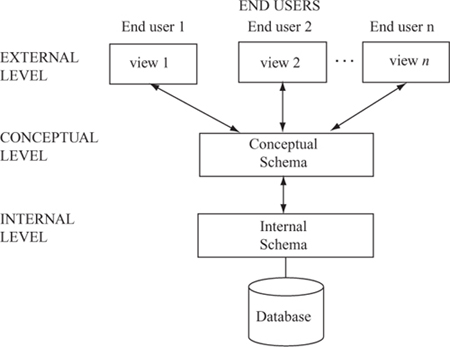 END USERS
End user 1
End user 2
End user n
EXTERNAL
LEVEL
view 1
view 2
...
view n
CONCEPTUAL
LEVEL
Conceptual
Schema
INTERNAL
LEVEL
Internal
Schema
Database